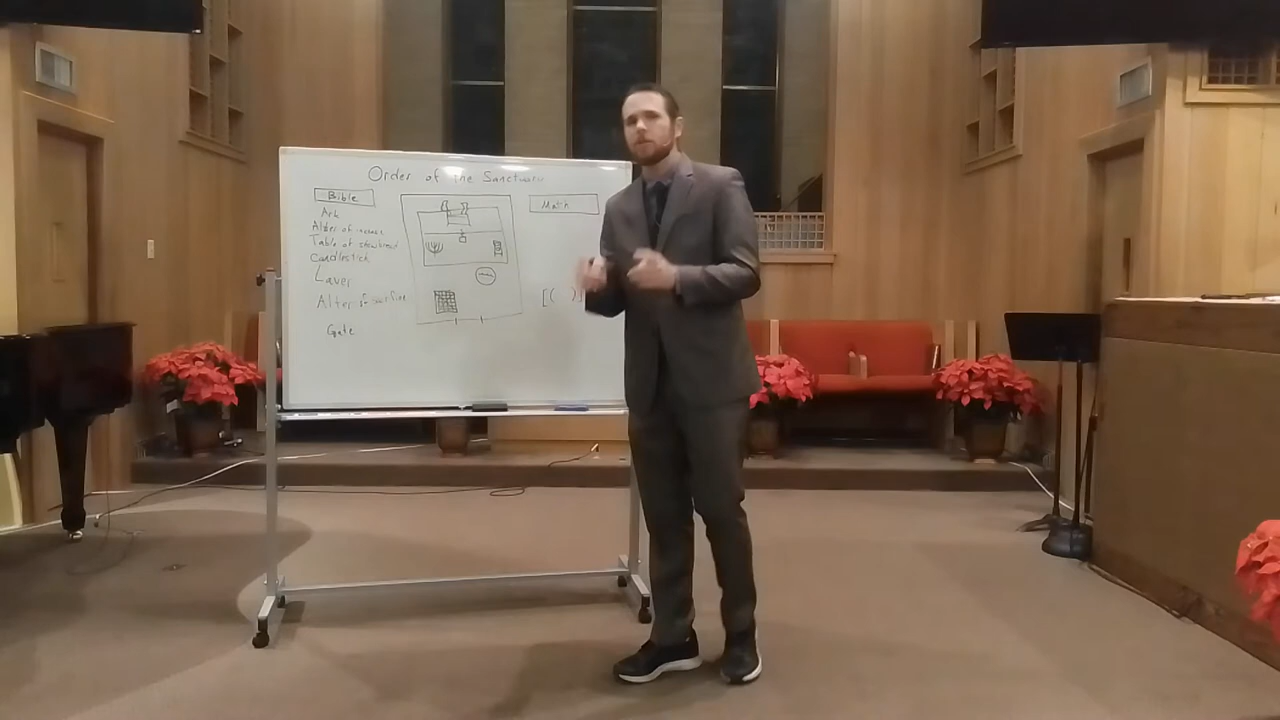 Order of the Sanctuary
Bible
Math
Ark
Alter of incense
Table of shewbread
Candlestick
Laver
[( )]
Alter of sacrifice
Gate